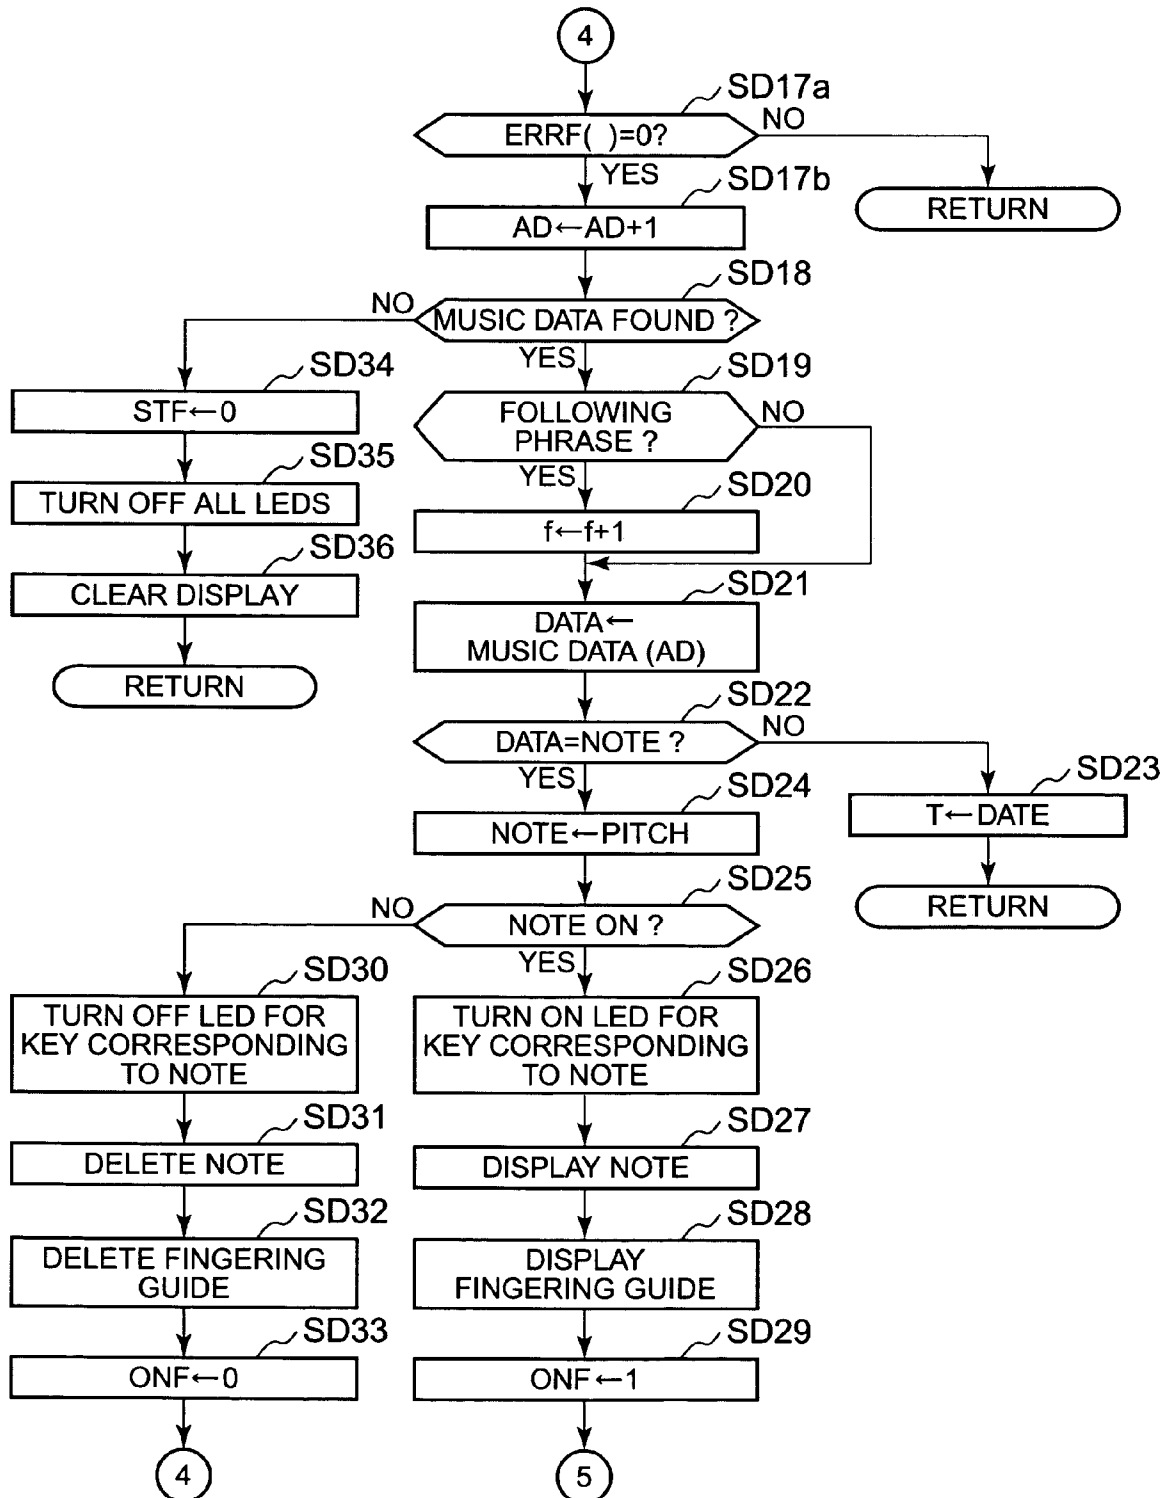 4
SD17a
ERRF( )=0?
NO
YES
RETURN
SD17b
AD←AD+1
SD18
NO
MUSIC DATA FOUND ?
YES
SD34
STF←0
SD19
FOLLOWING
PHRASE ?
NO
YES
SD35
TURN OFF ALL LEDS
SD20
f←f+1
SD36
CLEAR DISPLAY
RETURN
SD21
DATA←
MUSIC DATA (AD)
SD22
DATA=NOTE ?
NO
YES
SD23
T←DATE
RETURN
SD24
NOTE←PITCH
SD25
NO
NOTE ON ?
YES
SD30
TURN OFF LED FOR
KEY CORRESPONDING
TO NOTE
SD26
TURN ON LED FOR
KEY CORRESPONDING
TO NOTE
SD31
DELETE NOTE
SD27
DISPLAY NOTE
SD32
DELETE FINGERING
GUIDE
SD28
DISPLAY
FINGERING GUIDE
SD33
ONF←0
SD29
ONF←1
4
5